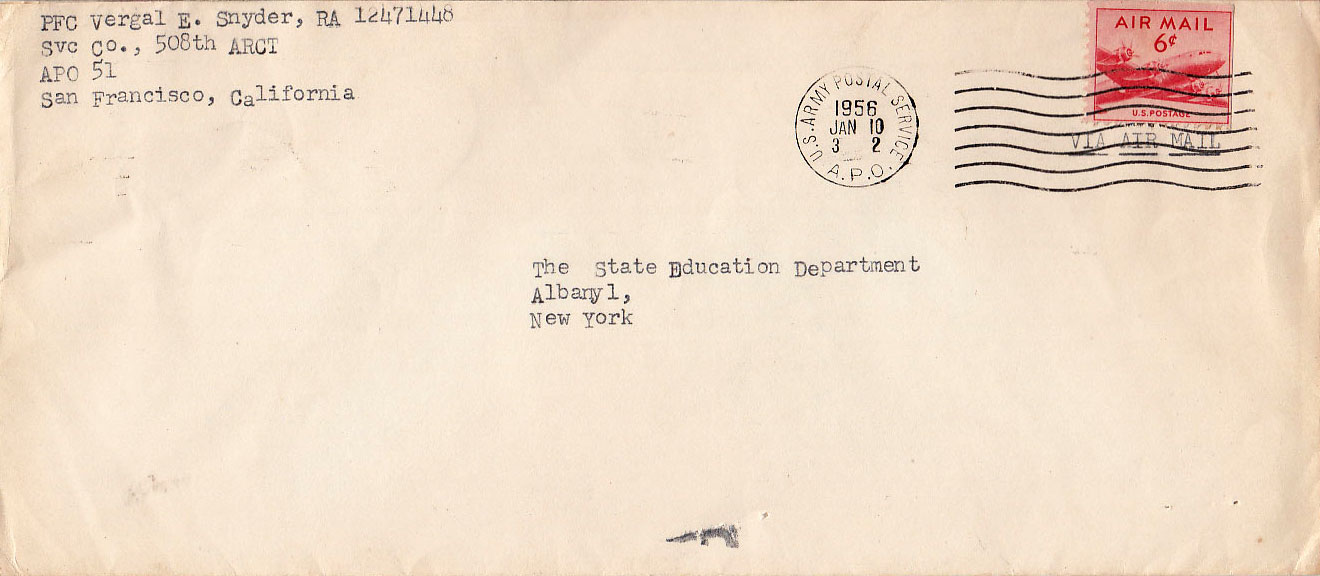 PFC Vergal E. Snyder, RA 12471448
Svc Co., 508th ARCT
APO 51
San Francisco, California
AIR MAIL
6¢
U.S. POSTAGE
U.S. ARMY POSTAL SERVICE
1956
JAN 10
3 2
A.P.O.
VIA AIR MAIL
The State Education Department
Albany 1,
New York